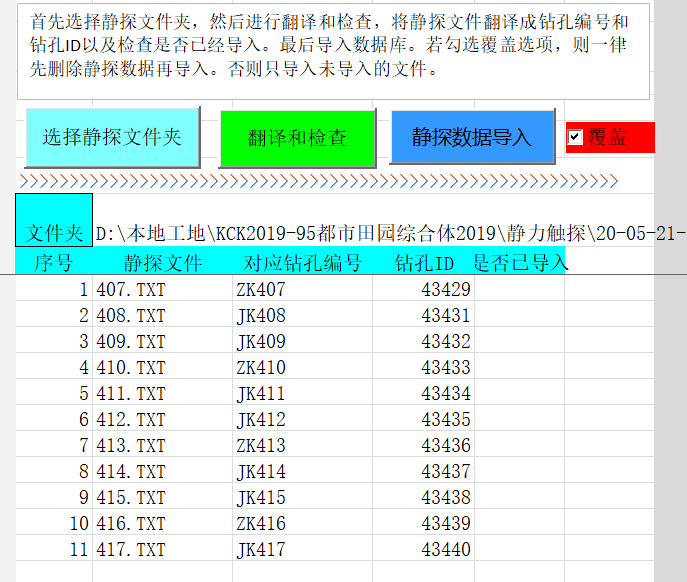 首先选择静探文件夹，然后进行翻译和检查，将静探文件翻译成钻孔编号和
钻孔ID以及检查是否已经导入。最后导入数据库。若勾选覆盖选项，则一律
先删除静探数据再导入。否则只导入未导入的文件。
选择静探文件夹 翻译和检查 静探数据导入 覆盖
>>>>>>>>>>>>>>>>>>>>>>>>>>>>>>>>>>>>>>>>>>>>>>>>>>>>>>>>>>>>
文件夹 D:\本地工地\KCK2019-95都市田园综合体2019\静力触探\20-05-21-
序号 静探文件 对应钻孔编号 钻孔ID 是否已导入
1 407.TXT ZK407 43429
2 408.TXT JK408 43431
3 409.TXT JK409 43432
4 410.TXT ZK410 43433
5 411.TXT JK411 43434
6 412.TXT JK412 43435
7 413.TXT ZK413 43436
8 414.TXT JK414 43437
9 415.TXT JK415 43438
10 416.TXT ZK416 43439
11 417.TXT JK417 43440